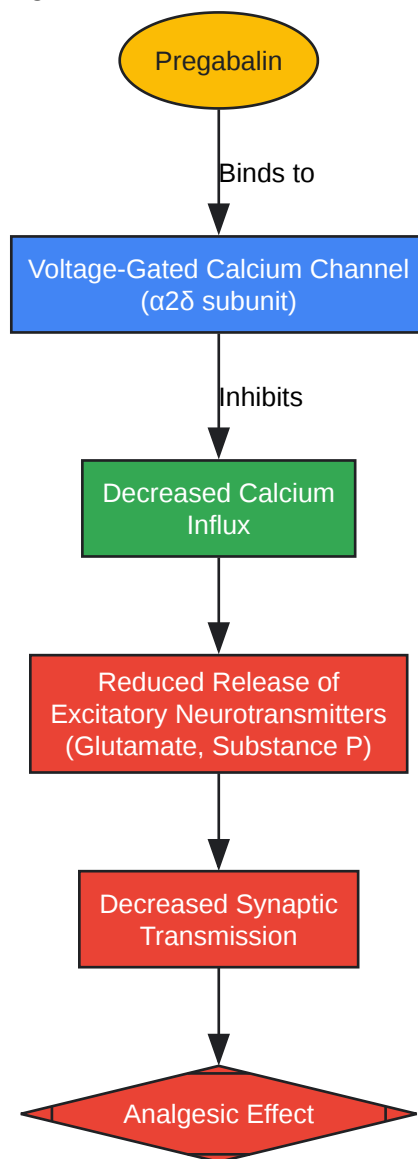 Pregabalin
Binds to
Voltage-Gated Calcium Channel
(α2δ subunit)
Inhibits
Decreased Calcium
Influx
Reduced Release of
Excitatory Neurotransmitters
(Glutamate, Substance P)
Decreased Synaptic
Transmission
Analgesic Effect